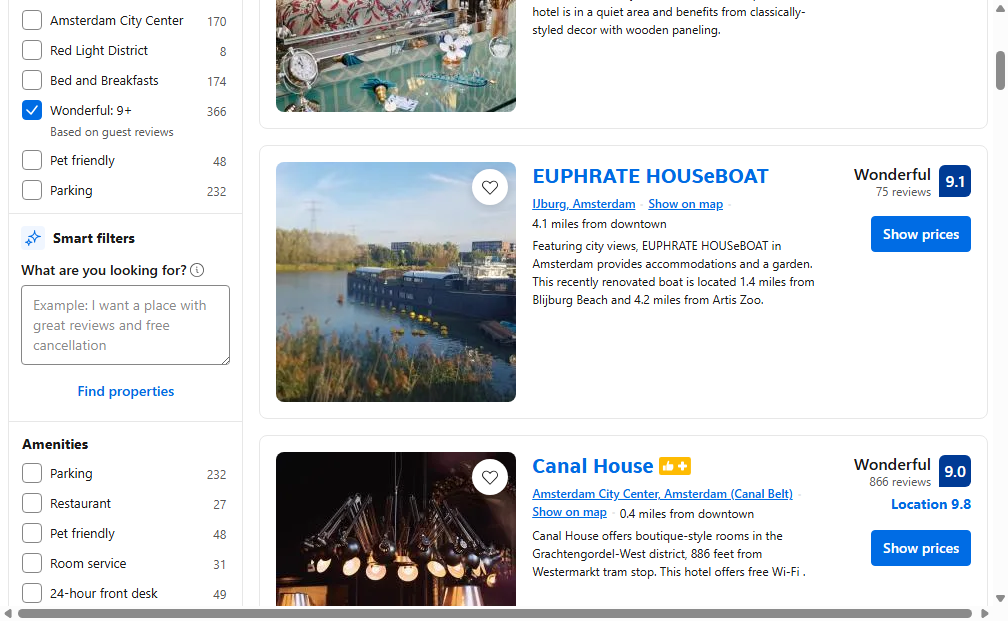 Amsterdam City Center 170
Red Light District 8
Bed and Breakfasts 174
Wonderful: 9+ 366
Based on guest reviews
Pet friendly 48
Parking 232
Smart filters
What are you looking for?
Example: I want a place with
great reviews and free
cancellation
Find properties
Amenities
Parking 232
Restaurant 27
Pet friendly 48
Room service 31
24-hour front desk 49
hotel is in a quiet area and benefits from classically-
styled decor with wooden paneling.
EUPHRATE HOUSeBOAT
IJburg, Amsterdam · Show on map ·
4.1 miles from downtown
Featuring city views, EUPHRATE HOUSeBOAT in
Amsterdam provides accommodations and a garden.
This recently renovated boat is located 1.4 miles from
Blijburg Beach and 4.2 miles from Artis Zoo.
Wonderful 9.1
75 reviews
Show prices
Canal House
Amsterdam City Center, Amsterdam (Canal Belt) ·
Show on map · 0.4 miles from downtown
Canal House offers boutique-style rooms in the
Grachtengordel-West district, 886 feet from
Westermarkt tram stop. This hotel offers free Wi-Fi .
Wonderful 9.0
866 reviews
Location 9.8
Show prices